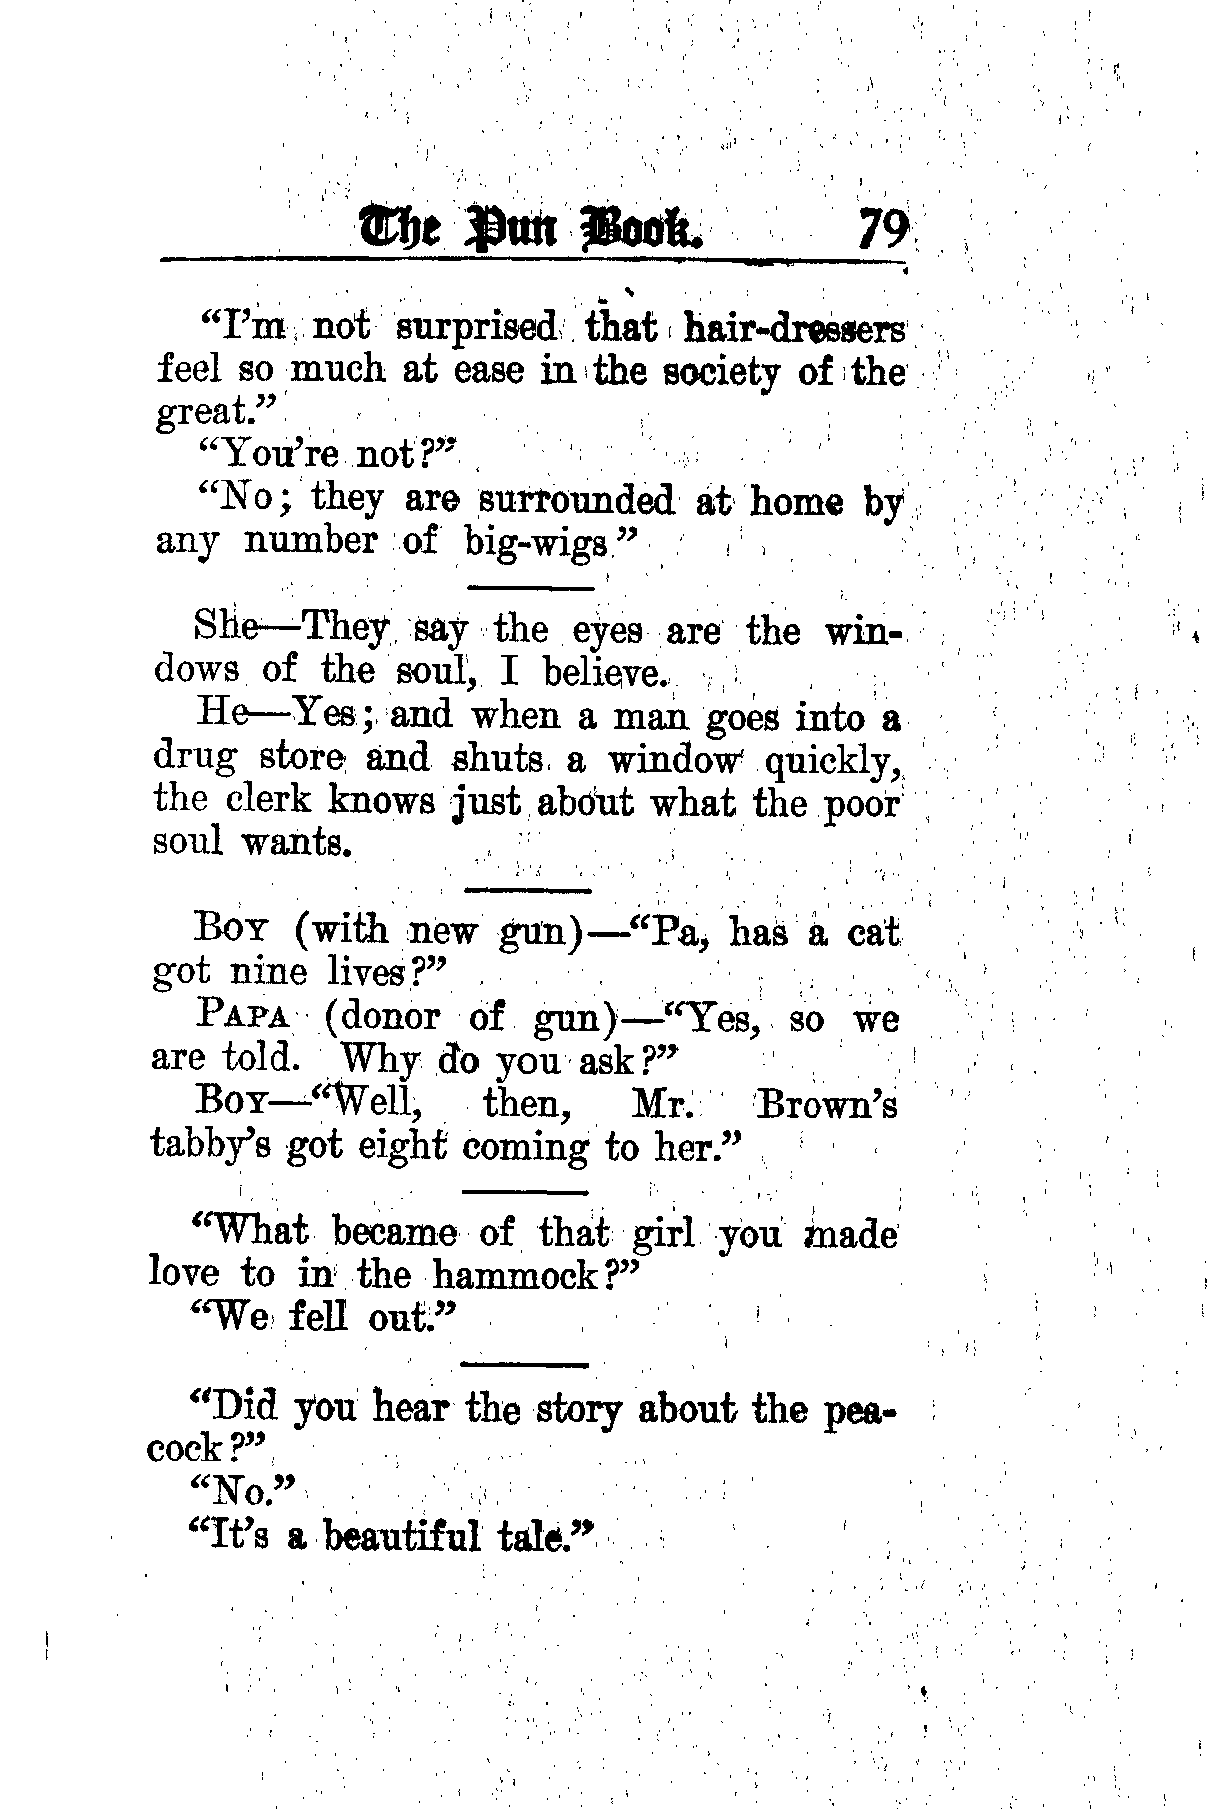 The Pun Book. 79
"I'm not surprised that hair-dressers
feel so much at ease in the society of the
great."
"You're not?"
"No; they are surrounded at home by
any number of big-wigs."
She—They say the eyes are the win-
dows of the soul, I believe.
He—Yes; and when a man goes into a
drug store and shuts a window quickly,
the clerk knows just about what the poor
soul wants.
BOY (with new gun)—"Pa, has a cat
got nine lives?"
PAPA (donor of gun)—"Yes, so we
are told. Why do you ask?"
BOY—"Well, then, Mr. Brown's
tabby's got eight coming to her."
"What became of that girl you made
love to in the hammock?"
"We fell out."
"Did you hear the story about the pea-
cock?"
"No."
"It's a beautiful tale."